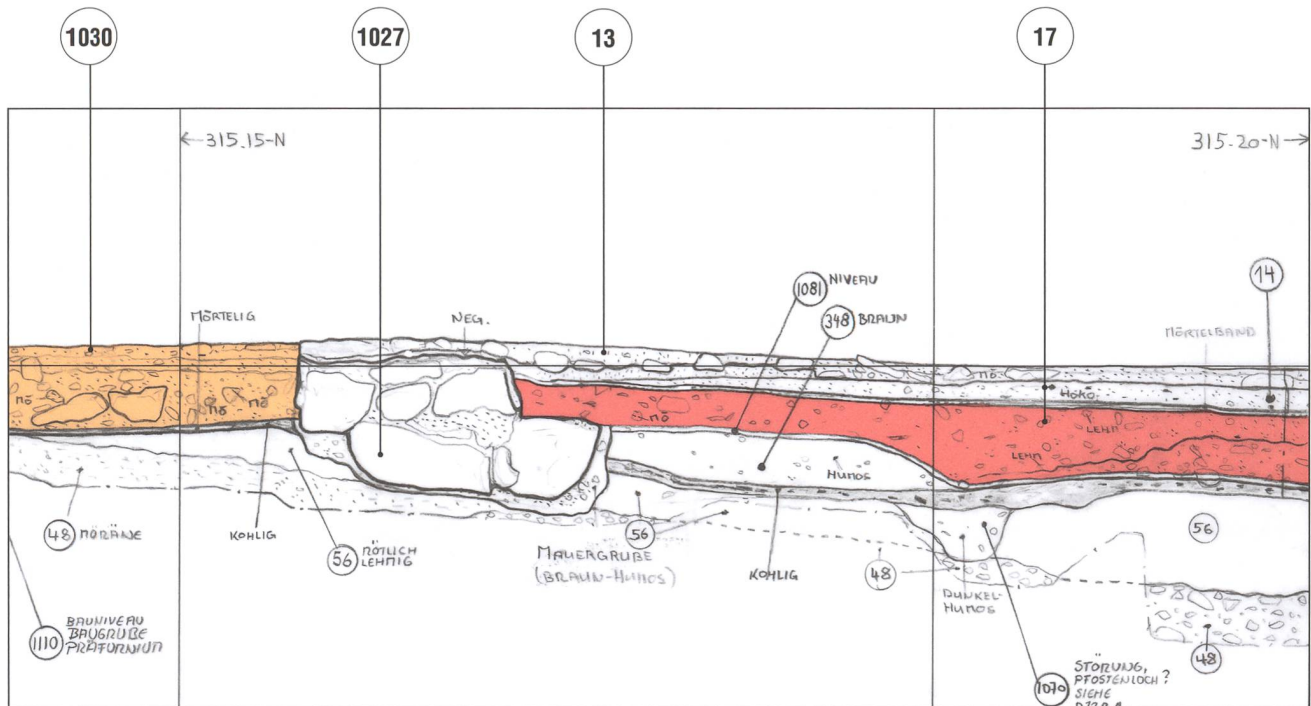 1030
1027
13
17
←315.15-N
315.20-N→
1081 NIVEAU
14
348 BRAUN
MÖRTELIG
NEG.
MÖRTELBAND
MÖ.
HÖKO
MÖ
MÖ
MÖ
MÖ
LEHM
LEHM
HUMOS
48 MORÄNE
KOHLIG
56 RÖTLICH
LEHMIG
56
MAUERGRUBE
(BRAUN-HUMOS)
KOHLIG
48
56
DUNKEL-
HUMOS
1110 BAUNIVEAU
BAUGRUBE
PRÄFURNIUM
48
1070 STÖRUNG,
PFOSTENLOCH?
SIEHE